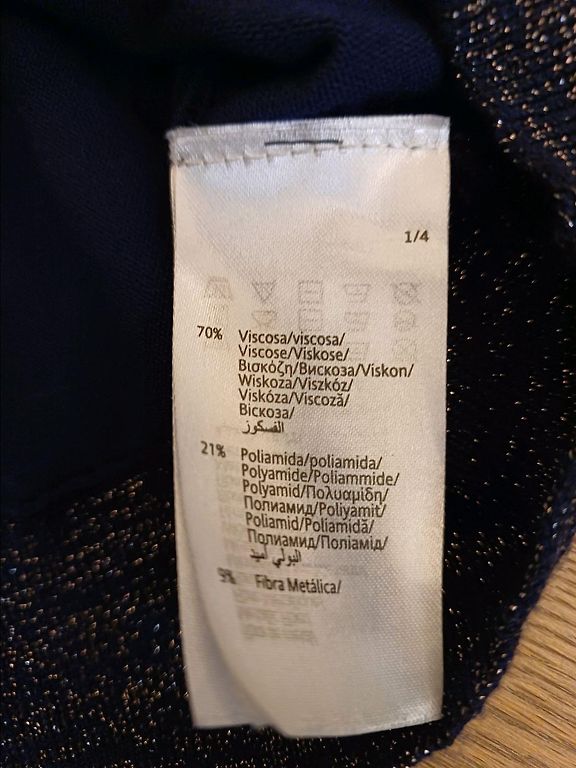 1/4
70% Viscosa/viscosa/
Viscose/Viskose/
Βισκόζη/Вискоза/Viskon/
Wiskoza/Viszkóz/
Viskóza/Viscoză/
Віскоза/
الفسكوز
21% Poliamida/poliamida/
Polyamide/Poliammide/
Polyamid/Πολυαμίδη/
Полиамид/Poliyamit/
Poliamid/Poliamidă/
Полиамид/Поліамід/
البولي أميد
9% Fibra Metálica/